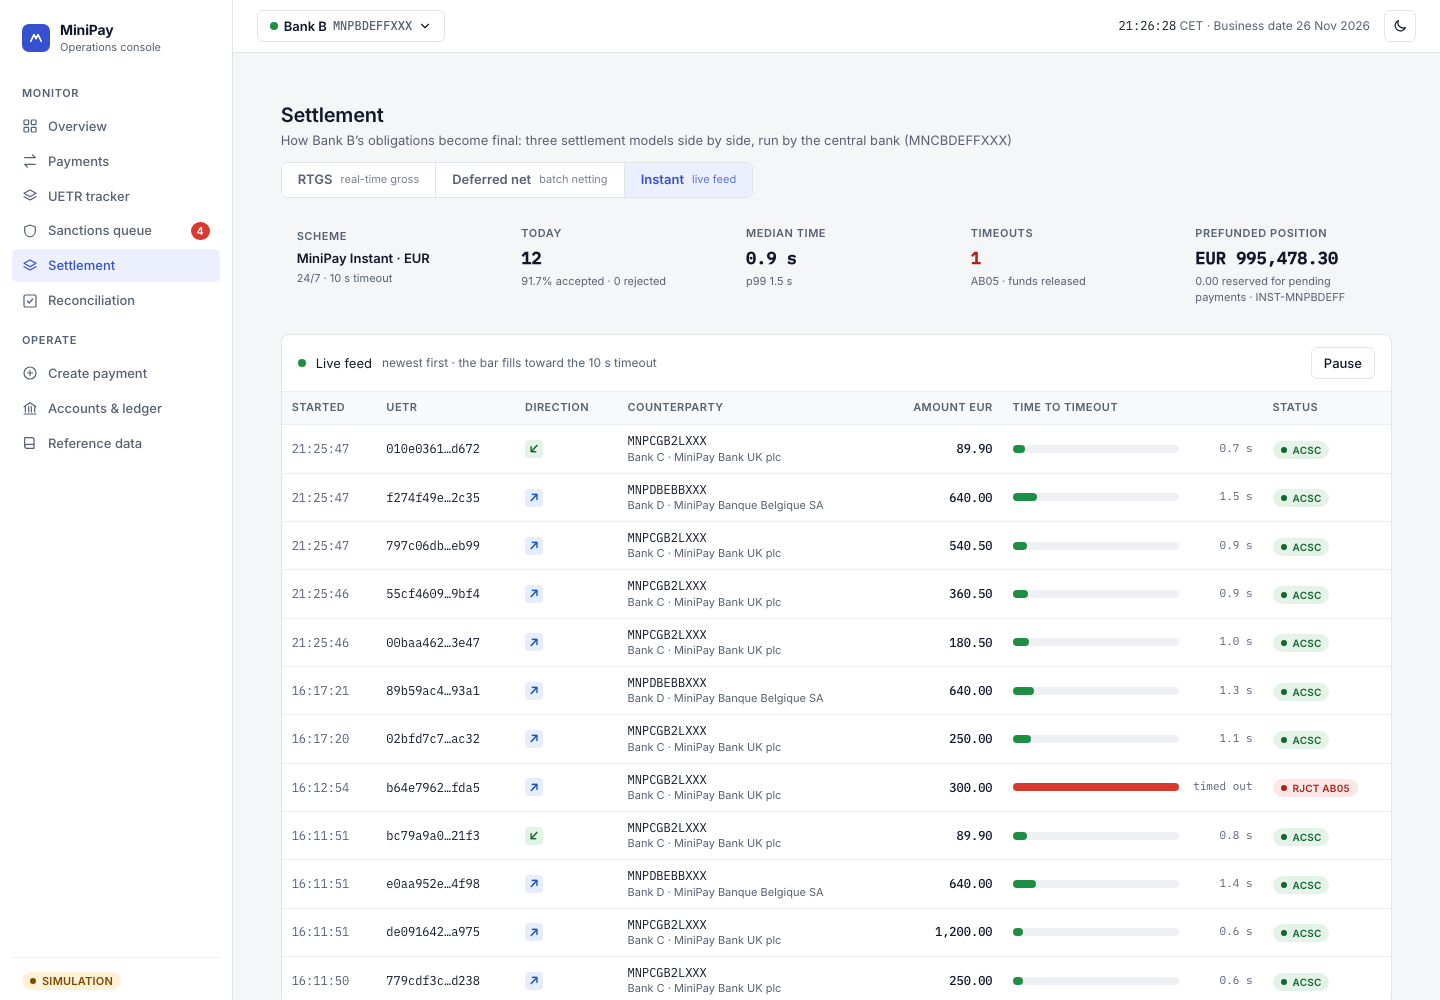 MiniPay
Operations console
MONITOR
Overview
Payments
UETR tracker
Sanctions queue 4
Settlement
Reconciliation
OPERATE
Create payment
Accounts & ledger
Reference data
SIMULATION
Bank B MNPBDEFFXXX
21:26:28 CET · Business date 26 Nov 2026
Settlement
How Bank B’s obligations become final: three settlement models side by side, run by the central bank (MNCBDEFFXXX)
RTGS real-time gross Deferred net batch netting Instant live feed
SCHEME
MiniPay Instant · EUR
24/7 · 10 s timeout
TODAY
12
91.7% accepted · 0 rejected
MEDIAN TIME
0.9 s
p99 1.5 s
TIMEOUTS
1
AB05 · funds released
PREFUNDED POSITION
EUR 995,478.30
0.00 reserved for pending
payments · INST-MNPBDEFF
Live feed newest first · the bar fills toward the 10 s timeout Pause
STARTED UETR DIRECTION COUNTERPARTY AMOUNT EUR TIME TO TIMEOUT STATUS
21:25:47 010e0361…d672 MNPCGB2LXXX 89.90 0.7 s ACSC
Bank C · MiniPay Bank UK plc
21:25:47 f274f49e…2c35 MNPDBEBBXXX 640.00 1.5 s ACSC
Bank D · MiniPay Banque Belgique SA
21:25:47 797c06db…eb99 MNPCGB2LXXX 540.50 0.9 s ACSC
Bank C · MiniPay Bank UK plc
21:25:46 55cf4609…9bf4 MNPCGB2LXXX 360.50 0.9 s ACSC
Bank C · MiniPay Bank UK plc
21:25:46 00baa462…3e47 MNPCGB2LXXX 180.50 1.0 s ACSC
Bank C · MiniPay Bank UK plc
16:17:21 89b59ac4…93a1 MNPDBEBBXXX 640.00 1.3 s ACSC
Bank D · MiniPay Banque Belgique SA
16:17:20 02bfd7c7…ac32 MNPCGB2LXXX 250.00 1.1 s ACSC
Bank C · MiniPay Bank UK plc
16:12:54 b64e7962…fda5 MNPCGB2LXXX 300.00 timed out RJCT AB05
Bank C · MiniPay Bank UK plc
16:11:51 bc79a9a0…21f3 MNPCGB2LXXX 89.90 0.8 s ACSC
Bank C · MiniPay Bank UK plc
16:11:51 e0aa952e…4f98 MNPDBEBBXXX 640.00 1.4 s ACSC
Bank D · MiniPay Banque Belgique SA
16:11:51 de091642…a975 MNPCGB2LXXX 1,200.00 0.6 s ACSC
Bank C · MiniPay Bank UK plc
16:11:50 779cdf3c…d238 MNPCGB2LXXX 250.00 0.6 s ACSC
Bank C · MiniPay Bank UK plc